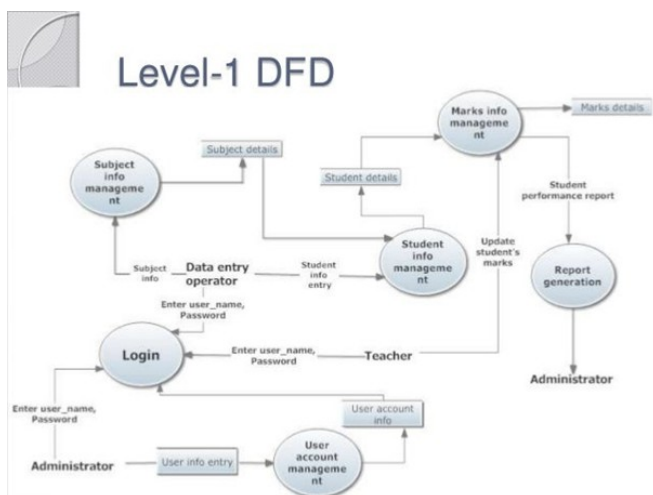 Level-1 DFD
Marks info
manageme
nt
Marks details
Subject details
Subject
info
manageme
nt
Student details
Student
performance report
Student
info
manageme
nt
Update
student's
marks
Report
generation
Subject
info
Data entry
operator
Student
info
entry
Enter user_name,
Password
Login
Enter user_name,
Password
Teacher
Administrator
Enter user_name,
Password
User account
info
Administrator
User info entry
User
account
manageme
nt